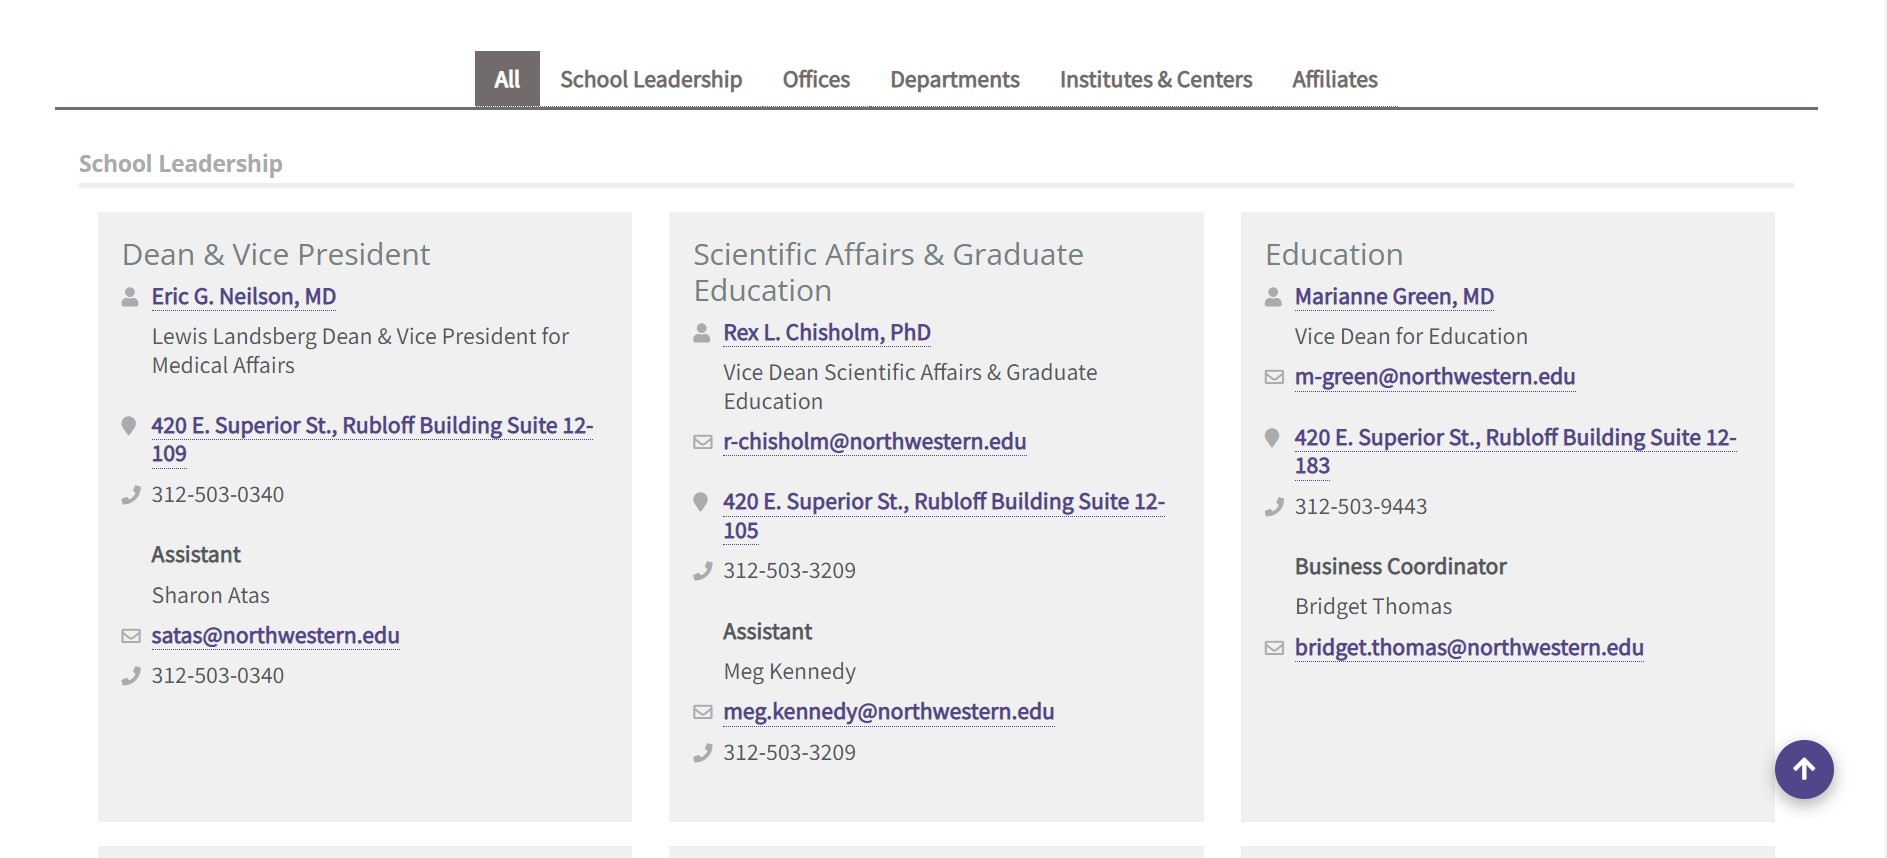 All School Leadership Offices Departments Institutes & Centers Affiliates
School Leadership
Dean & Vice President
Eric G. Neilson, MD
Lewis Landsberg Dean & Vice President for
Medical Affairs
420 E. Superior St., Rubloff Building Suite 12-
109
312-503-0340
Assistant
Sharon Atas
satas@northwestern.edu
312-503-0340
Scientific Affairs & Graduate
Education
Rex L. Chisholm, PhD
Vice Dean Scientific Affairs & Graduate
Education
r-chisholm@northwestern.edu
420 E. Superior St., Rubloff Building Suite 12-
105
312-503-3209
Assistant
Meg Kennedy
meg.kennedy@northwestern.edu
312-503-3209
Education
Marianne Green, MD
Vice Dean for Education
m-green@northwestern.edu
420 E. Superior St., Rubloff Building Suite 12-
183
312-503-9443
Business Coordinator
Bridget Thomas
bridget.thomas@northwestern.edu